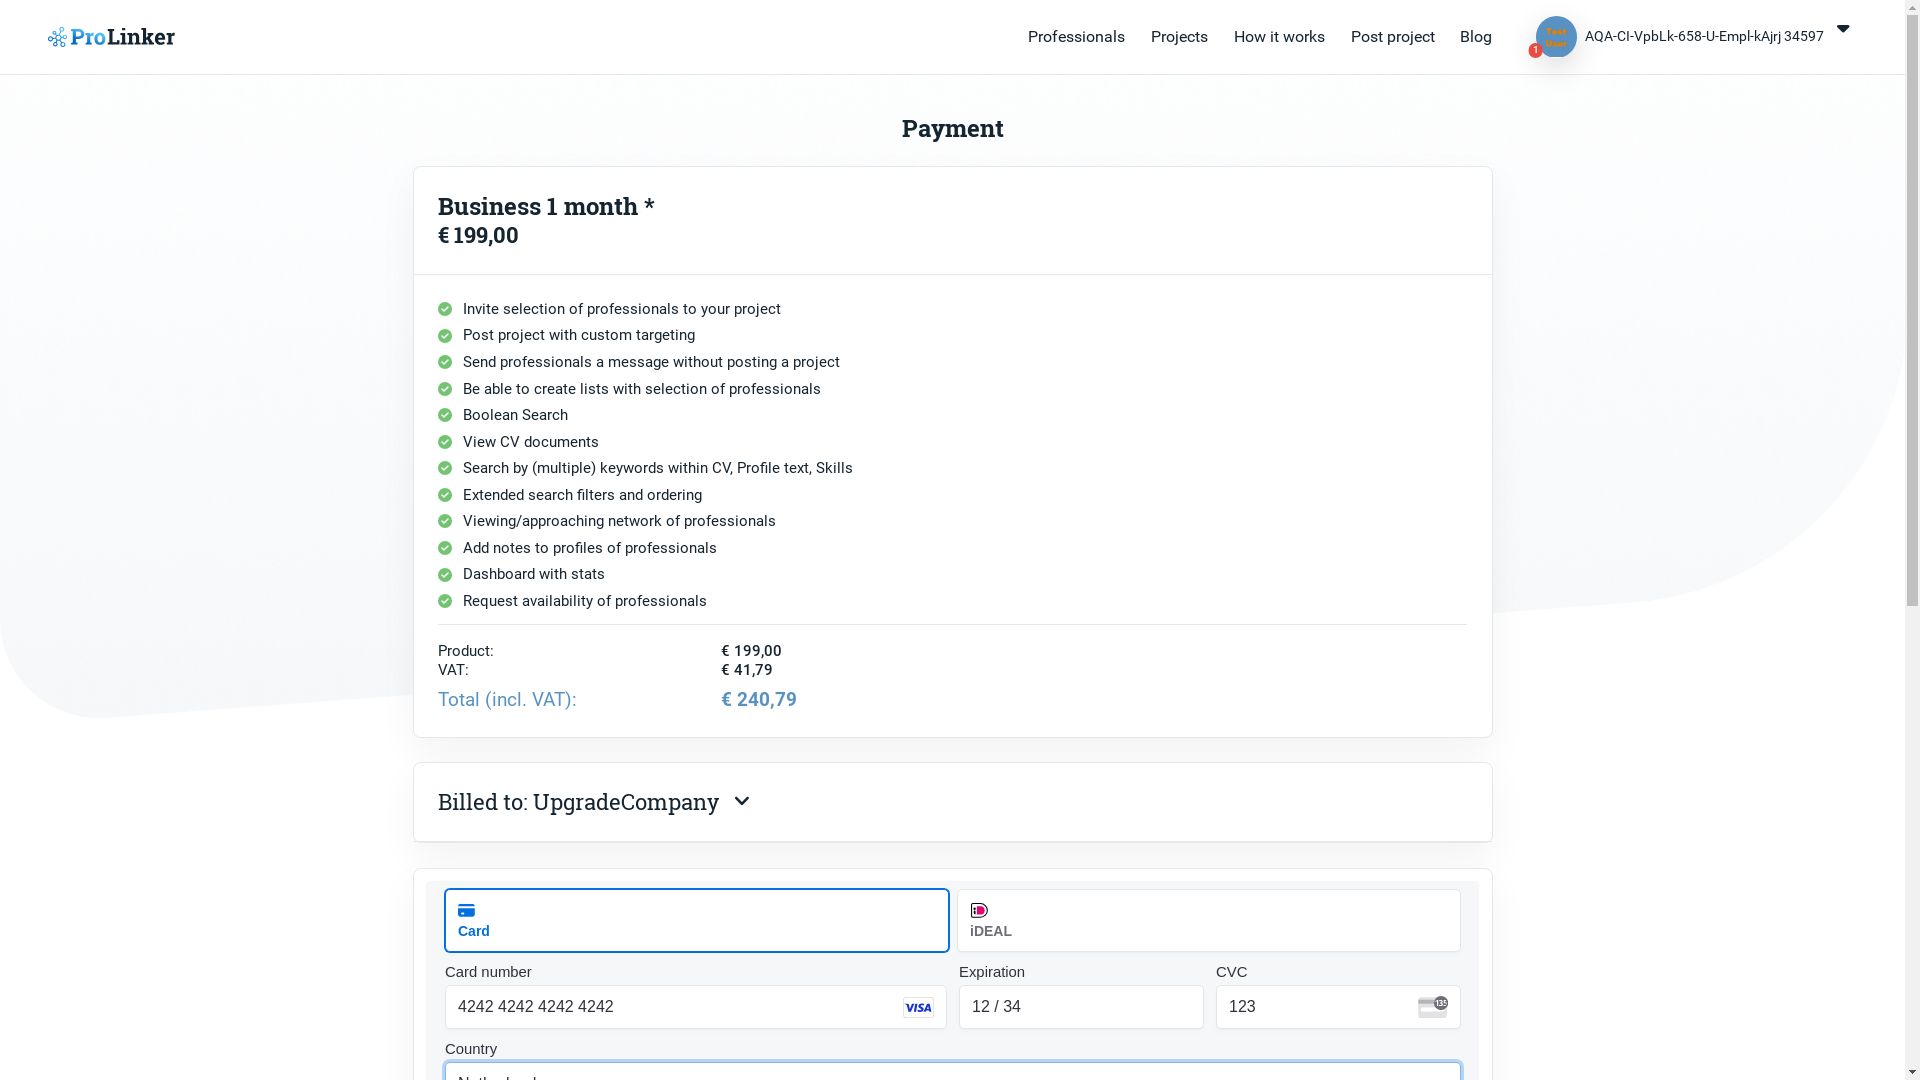 ProLinker
Professionals
Projects
How it works
Post project
Blog
Test
User
1
AQA-CI-VpbLk-658-U-Empl-kAjrj 34597
Payment
Business 1 month *
€ 199,00
Invite selection of professionals to your project
Post project with custom targeting
Send professionals a message without posting a project
Be able to create lists with selection of professionals
Boolean Search
View CV documents
Search by (multiple) keywords within CV, Profile text, Skills
Extended search filters and ordering
Viewing/approaching network of professionals
Add notes to profiles of professionals
Dashboard with stats
Request availability of professionals
Product: € 199,00
VAT: € 41,79
Total (incl. VAT): € 240,79
Billed to: UpgradeCompany
Card
iDEAL
Card number
Expiration
CVC
4242 4242 4242 4242
VISA
12 / 34
123
135
Country